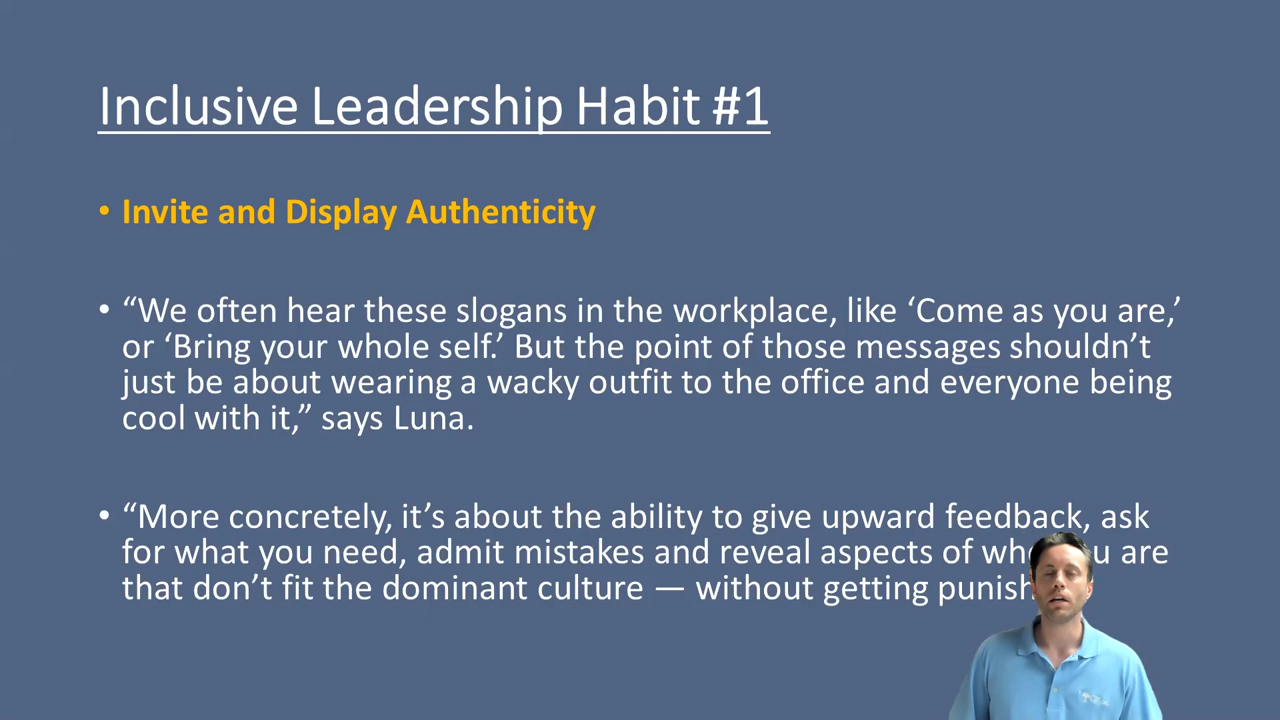 Inclusive Leadership Habit #1
• Invite and Display Authenticity
• “We often hear these slogans in the workplace, like ‘Come as you are,’
or ‘Bring your whole self.’ But the point of those messages shouldn’t
just be about wearing a wacky outfit to the office and everyone being
cool with it,” says Luna.
• “More concretely, it’s about the ability to give upward feedback, ask
for what you need, admit mistakes and reveal aspects of are
that don’t fit the dominant culture — without getting